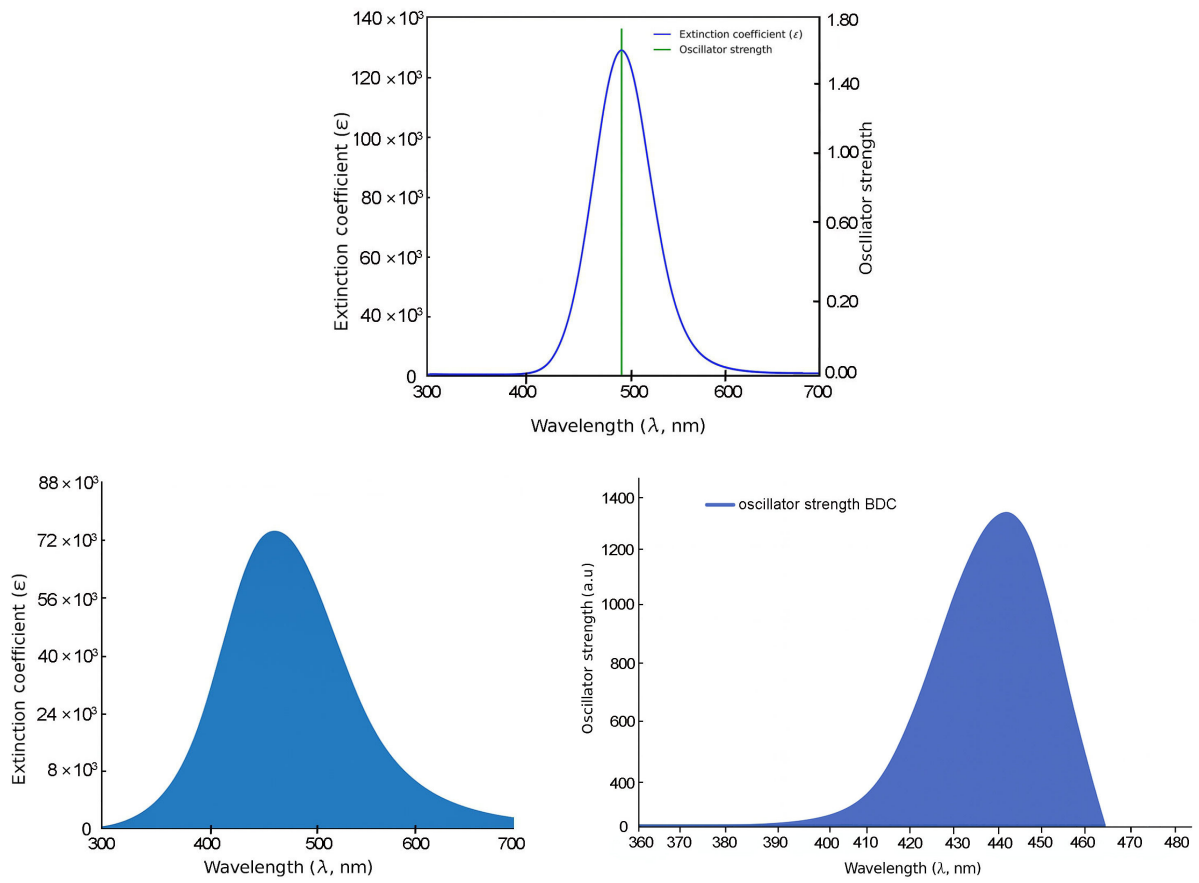 140 ×10³
120 ×10³
100 ×10³
80 ×10³
60 ×10³
40 ×10³
0
Extinction coefficient (ε)
1.80
1.40
1.00
0.60
0.20
0.00
Osclliator strength
Extinction coefficient (ε)
Oscillator strength
300 400 500 600 700
Wavelength (λ, nm)
88 ×10³
72 ×10³
56 ×10³
40 ×10³
24 ×10³
8 ×10³
0
Extinction coefficient (ε)
300 400 500 600 700
Wavelength (λ, nm)
1400
1200
1000
800
600
400
0
Oscillator strength (a.u)
oscillator strength BDC
360 370 380 390 400 410 420 430 440 450 460 470 480
Wavelength (λ, nm)